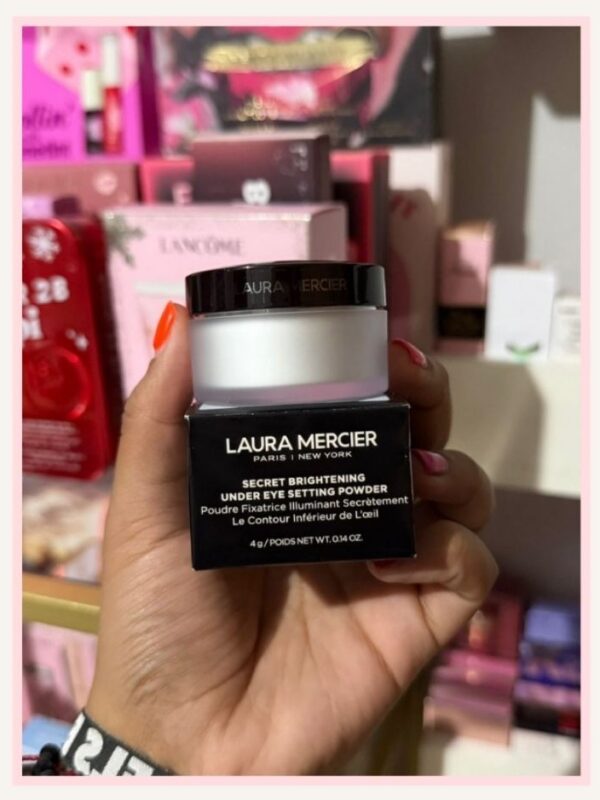 LANCÔME
LAURA MERCIER
LAURA MERCIER
PARIS | NEW YORK
SECRET BRIGHTENING
UNDER EYE SETTING POWDER
Poudre Fixatrice Illuminant Secrètement
Le Contour Inférieur de L'œil
4 g / POIDS NET WT. 0.14 OZ.